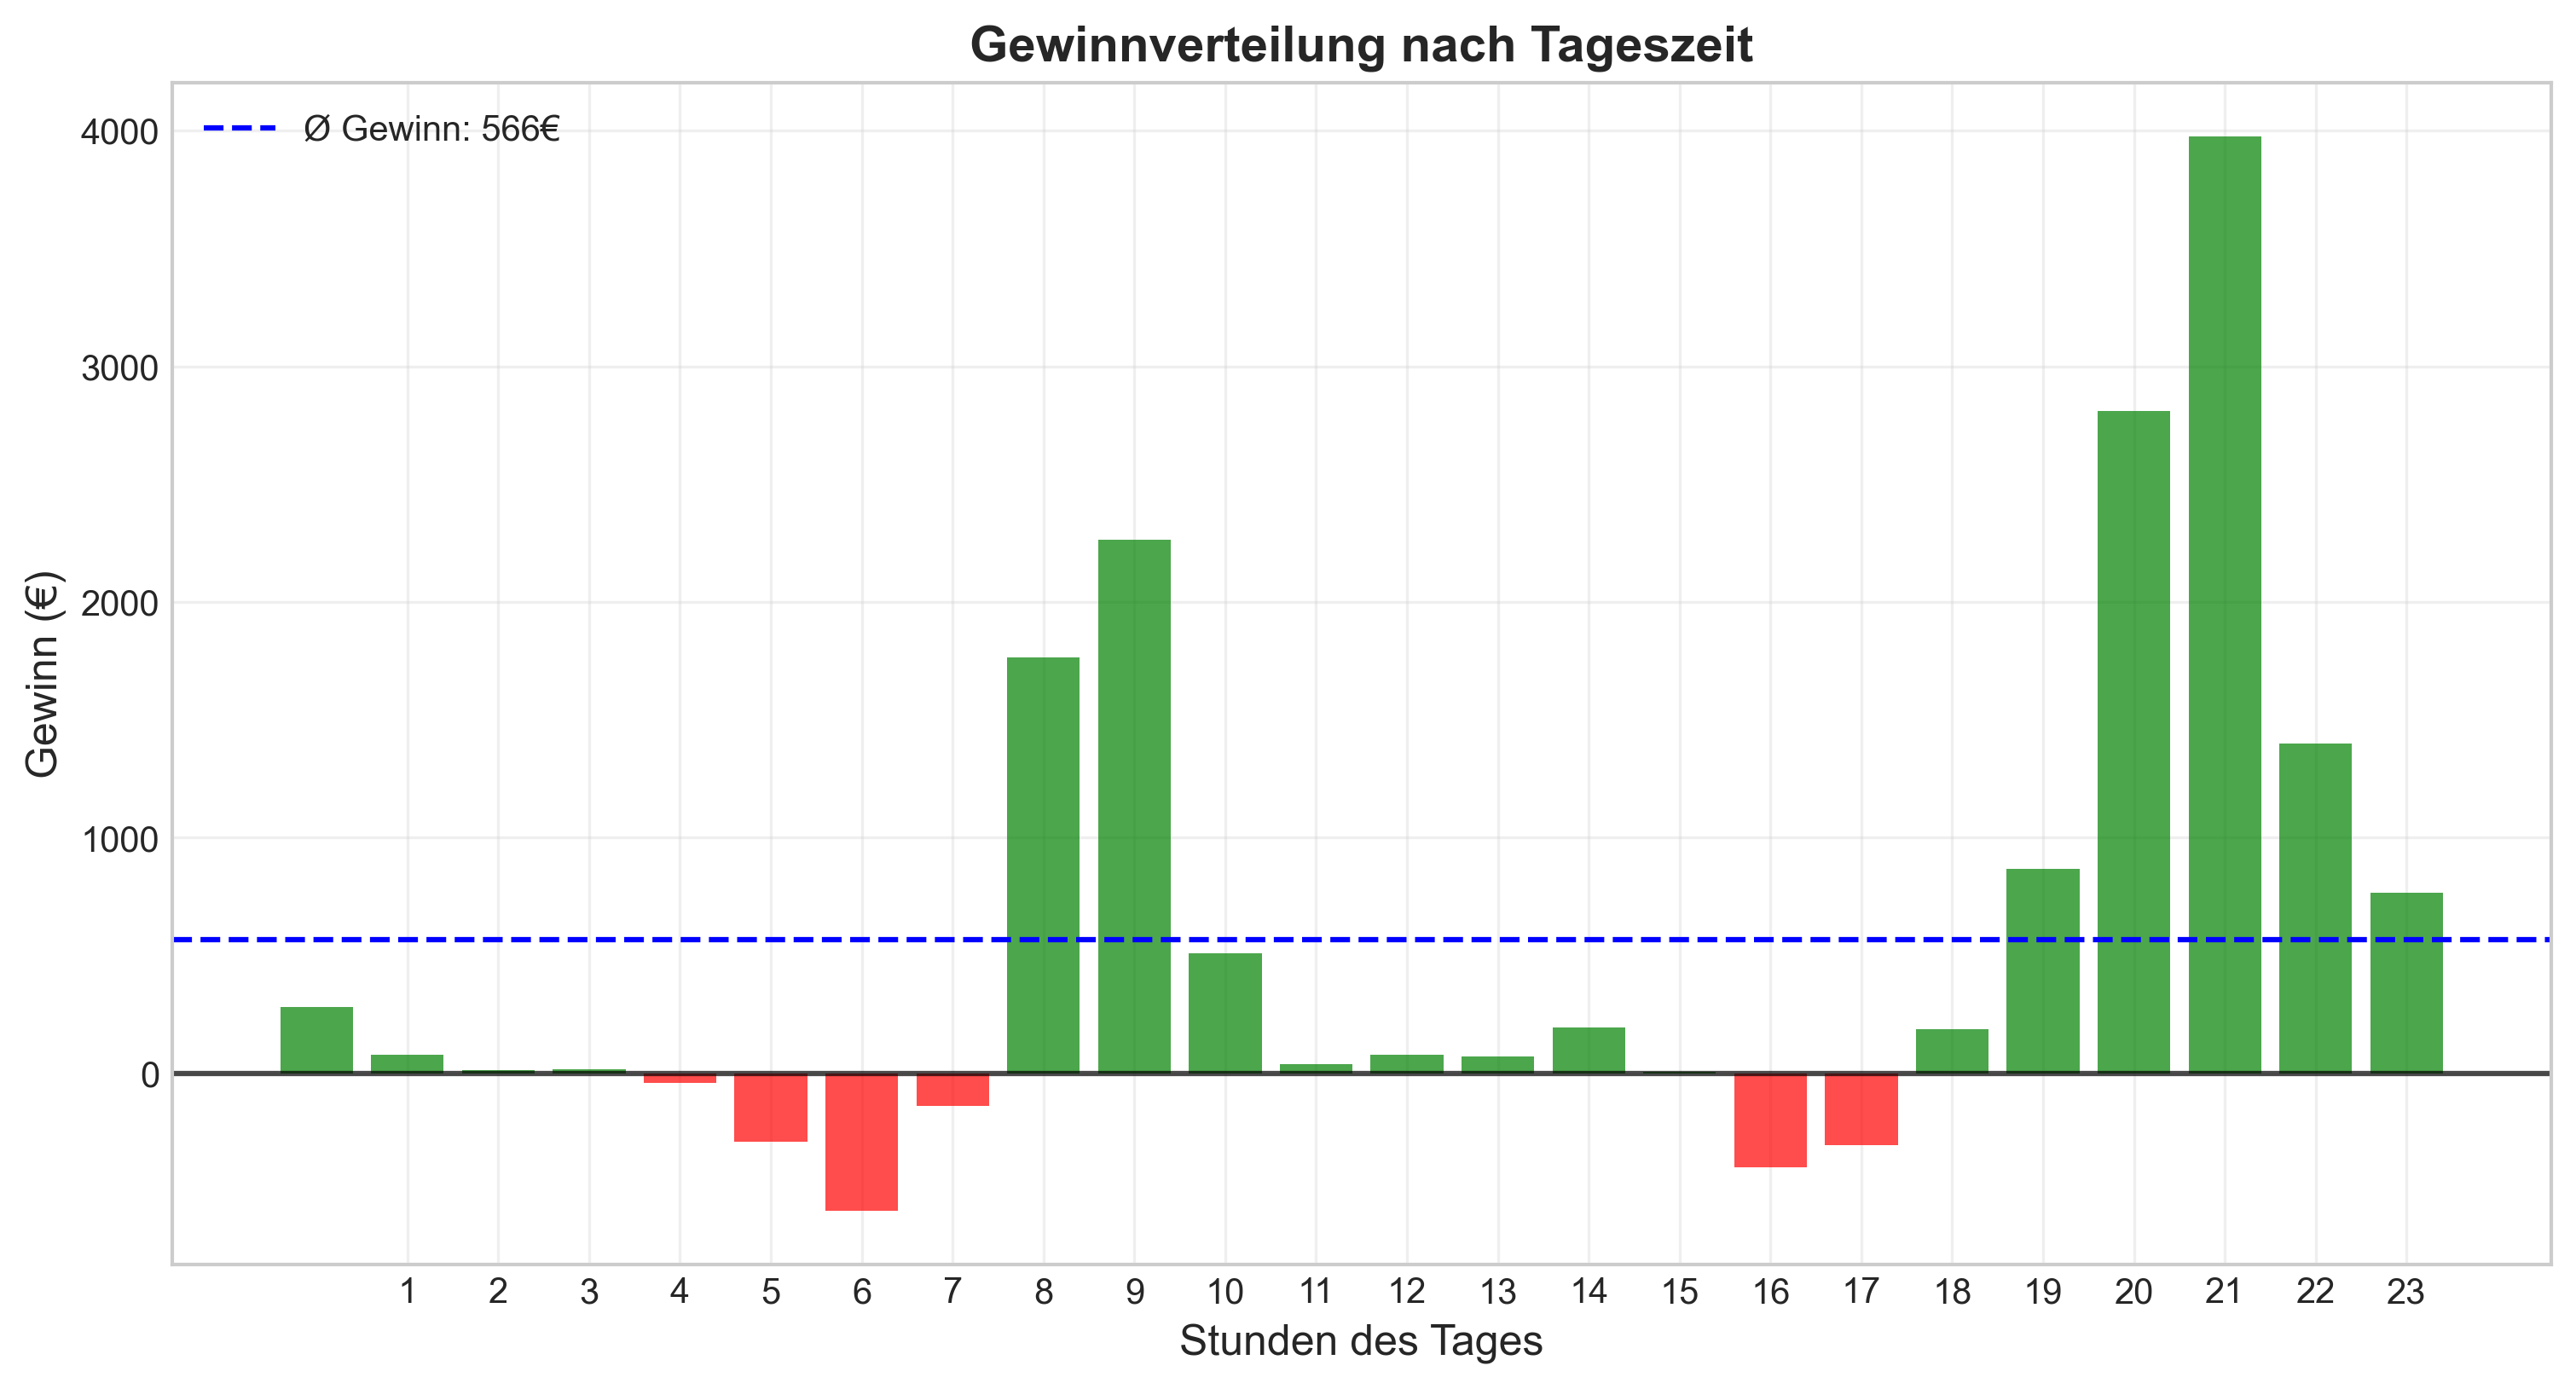 Gewinnverteilung nach Tageszeit
Ø Gewinn: 566€
Gewinn (€)
4000
3000
2000
1000
0
1 2 3 4 5 6 7 8 9 10 11 12 13 14 15 16 17 18 19 20 21 22 23
Stunden des Tages